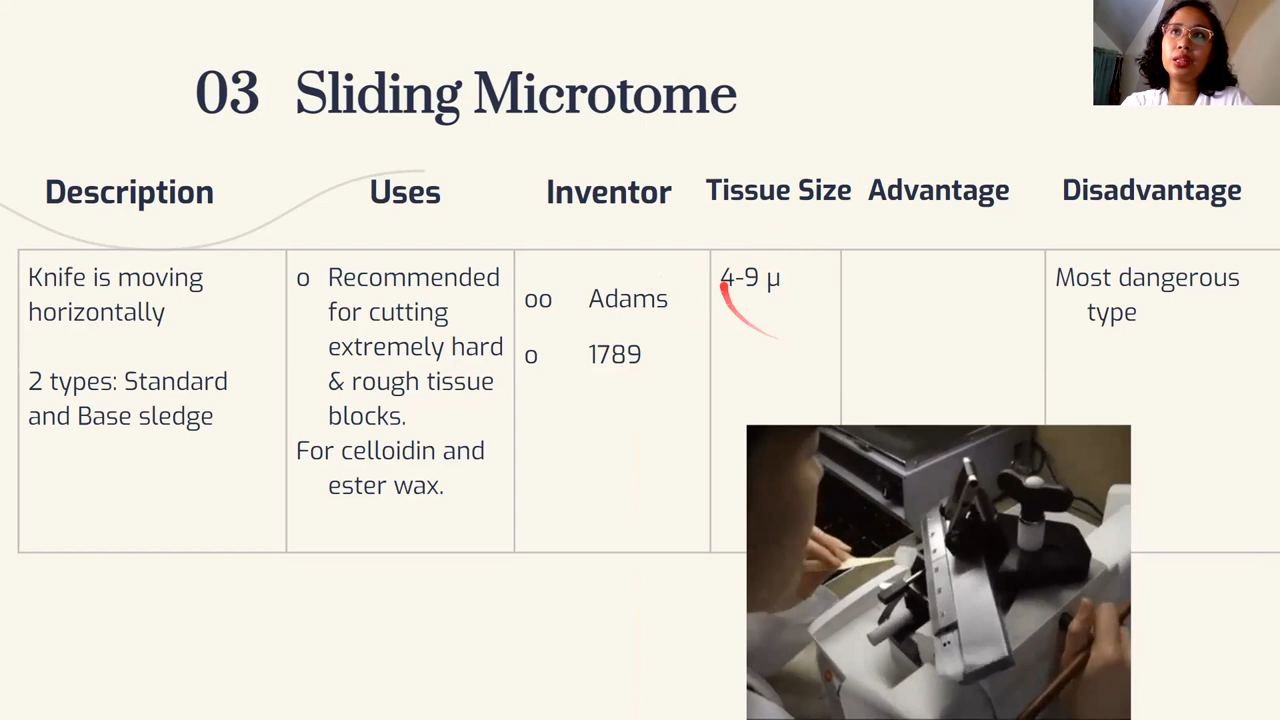 03 Sliding Microtome
Description Uses Inventor Tissue Size Advantage Disadvantage
Knife is moving
horizontally
2 types: Standard
and Base sledge
o Recommended
for cutting
extremely hard
& rough tissue
blocks.
For celloidin and
ester wax.
oo Adams
o 1789
4-9 µ
Most dangerous
type